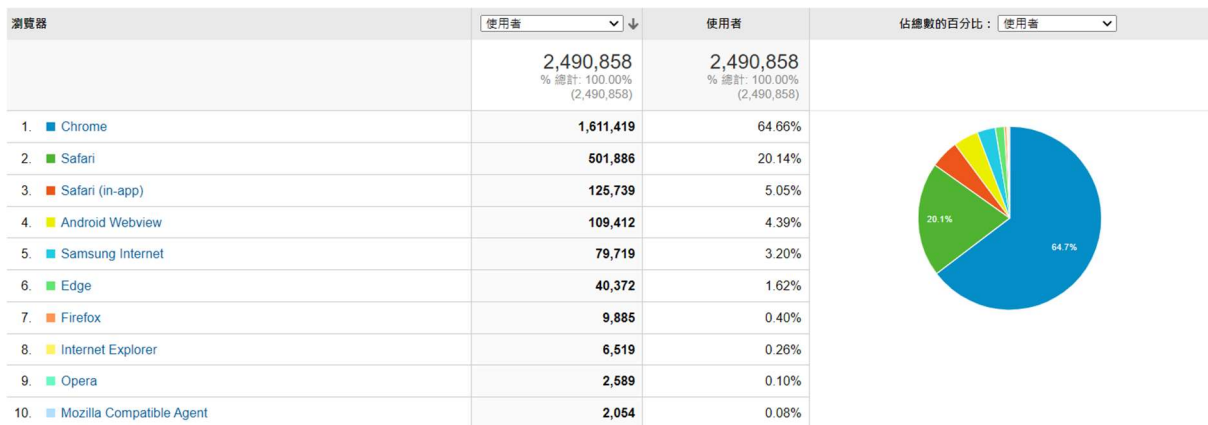 瀏覽器 使用者 使用者 佔總數的百分比： 使用者
2,490,858 2,490,858
% 總計: 100.00% % 總計: 100.00%
(2,490,858) (2,490,858)
1. Chrome 1,611,419 64.66%
2. Safari 501,886 20.14%
3. Safari (in-app) 125,739 5.05%
4. Android Webview 109,412 4.39%
5. Samsung Internet 79,719 3.20%
6. Edge 40,372 1.62%
7. Firefox 9,885 0.40%
8. Internet Explorer 6,519 0.26%
9. Opera 2,589 0.10%
10. Mozilla Compatible Agent 2,054 0.08%
20.1%
64.7%